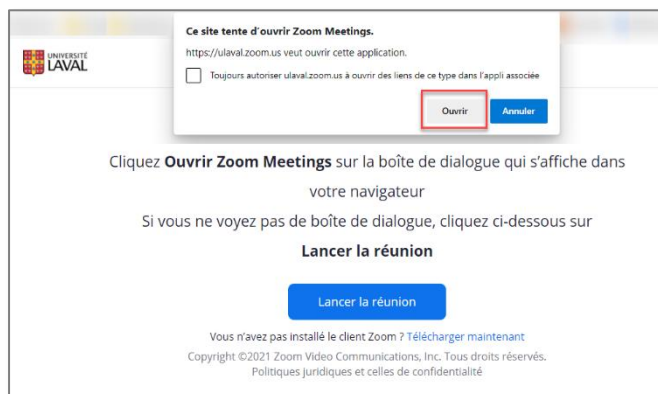 Ce site tente d'ouvrir Zoom Meetings.
https://ulaval.zoom.us veut ouvrir cette application.
Toujours autoriser ulaval.zoom.us à ouvrir des liens de ce type dans l'appli associée
Ouvrir Annuler
UNIVERSITÉ
LAVAL
Cliquez Ouvrir Zoom Meetings sur la boîte de dialogue qui s'affiche dans
votre navigateur
Si vous ne voyez pas de boîte de dialogue, cliquez ci-dessous sur
Lancer la réunion
Lancer la réunion
Vous n'avez pas installé le client Zoom ? Télécharger maintenant
Copyright ©2021 Zoom Video Communications, Inc. Tous droits réservés.
Politiques juridiques et celles de confidentialité